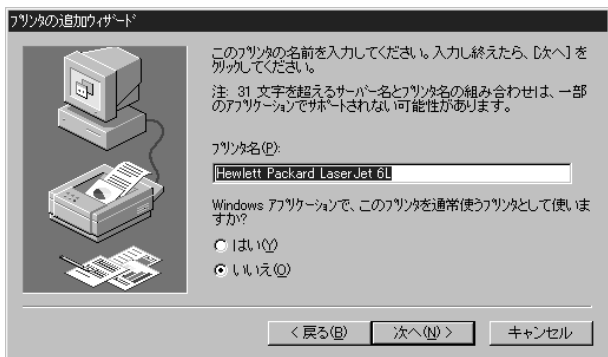 プリンタの追加ウィザード
このプリンタの名前を入力してください。入力し終えたら、[次へ] を
クリックしてください。
注: 31 文字を超えるサーバー名とプリンタ名の組み合わせは、一部
のアプリケーションでサポートされない可能性があります。
プリンタ名(P):
Hewlett Packard LaserJet 6L
Windows アプリケーションで、このプリンタを通常使うプリンタとして使いま
すか?
はい(Y)
いいえ(O)
< 戻る(B)
次へ(N) >
キャンセル